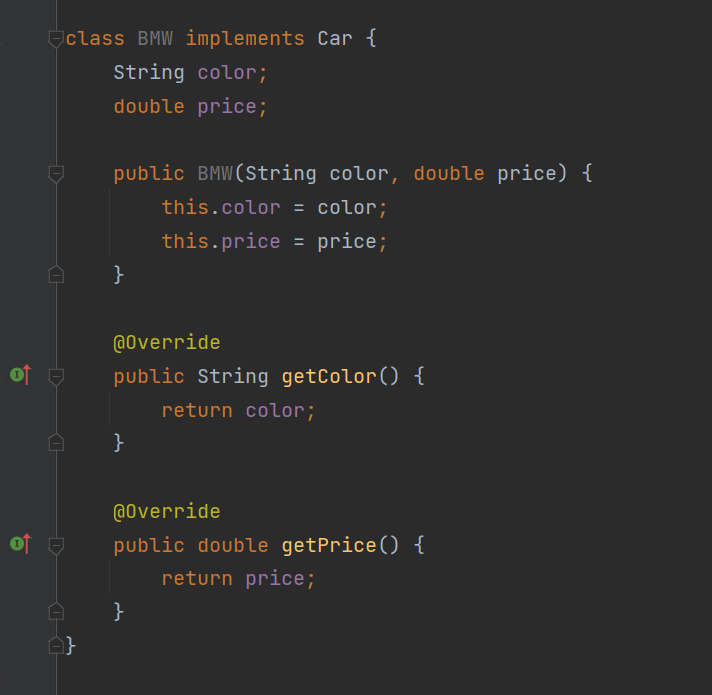 class BMW implements Car {
    String color;
    double price;

    public BMW(String color, double price) {
        this.color = color;
        this.price = price;
    }

    @Override
    public String getColor() {
        return color;
    }

    @Override
    public double getPrice() {
        return price;
    }
}